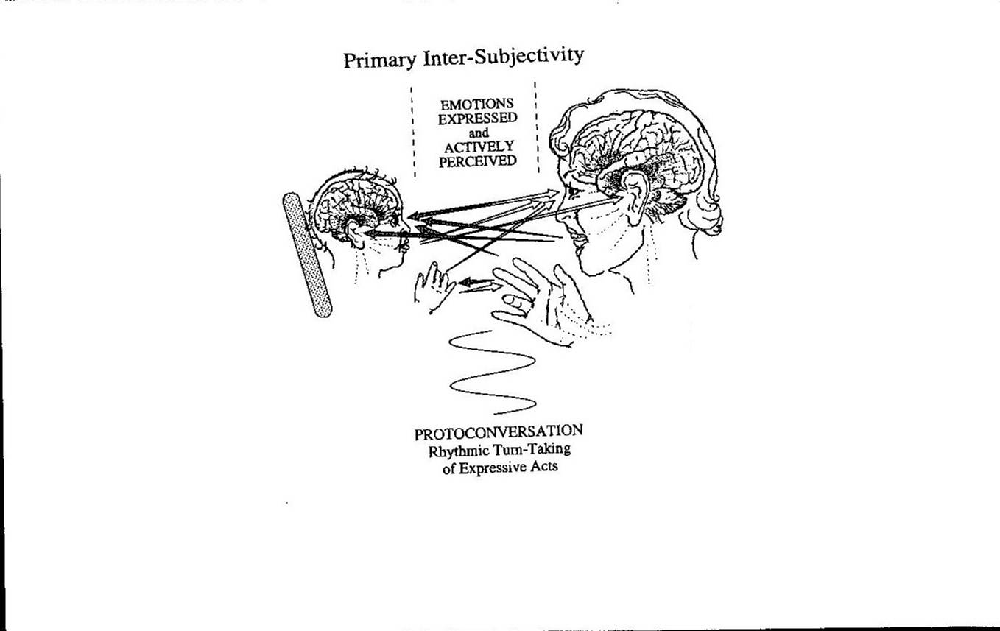 Primary Inter-Subjectivity
EMOTIONS
EXPRESSED
and
ACTIVELY
PERCEIVED
PROTOCONVERSATION
Rhythmic Turn-Taking
of Expressive Acts